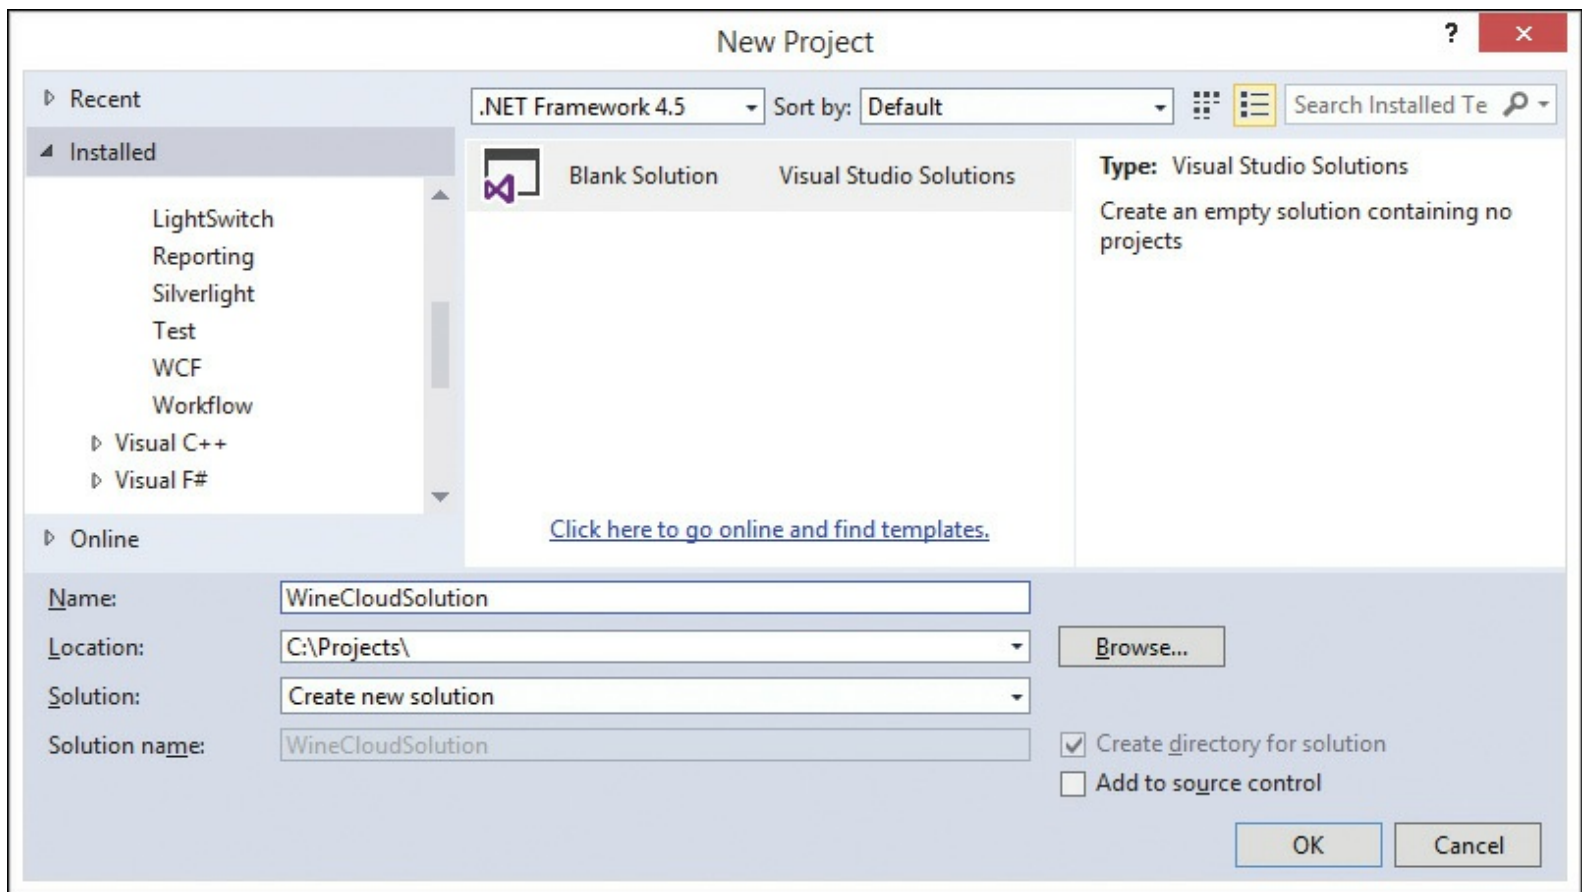 New Project
?
Recent
.NET Framework 4.5
Sort by: Default
Search Installed Te
Installed
LightSwitch
Reporting
Silverlight
Test
WCF
Workflow
Visual C++
Visual F#
Online
Blank Solution
Visual Studio Solutions
Click here to go online and find templates.
Type: Visual Studio Solutions
Create an empty solution containing no
projects
Name: WineCloudSolution
Location: C:\Projects\
Browse...
Solution: Create new solution
Solution name: WineCloudSolution
Create directory for solution
Add to source control
OK
Cancel